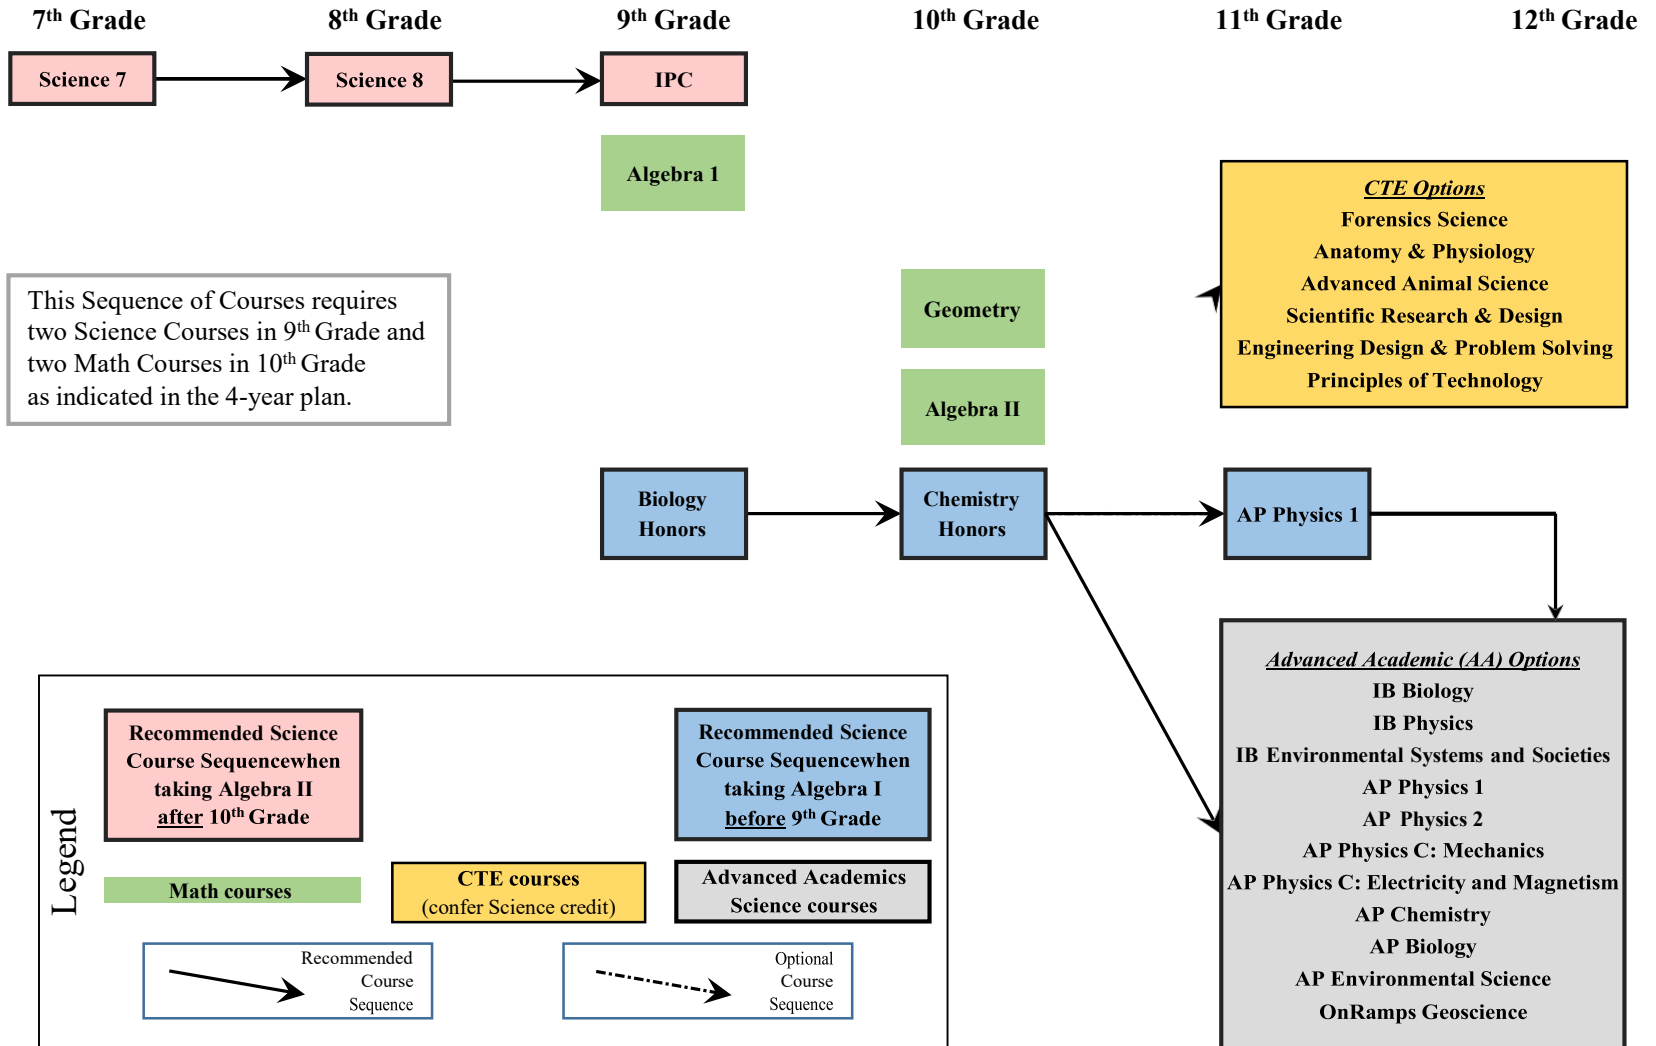 7th Grade
8th Grade
9th Grade
10th Grade
11th Grade
12th Grade
Science 7
Science 8
IPC
Algebra 1
CTE Options
Forensics Science
Anatomy & Physiology
Advanced Animal Science
Scientific Research & Design
Engineering Design & Problem Solving
Principles of Technology
This Sequence of Courses requires
two Science Courses in 9th Grade and
two Math Courses in 10th Grade
as indicated in the 4-year plan.
Geometry
Algebra II
Biology
Honors
Chemistry
Honors
AP Physics 1
Advanced Academic (AA) Options
IB Biology
IB Physics
IB Environmental Systems and Societies
AP Physics 1
AP Physics 2
AP Physics C: Mechanics
AP Physics C: Electricity and Magnetism
AP Chemistry
AP Biology
AP Environmental Science
OnRamps Geoscience
Legend
Recommended Science
Course Sequencewhen
taking Algebra II
after 10th Grade
Recommended Science
Course Sequencewhen
taking Algebra I
before 9th Grade
Math courses
CTE courses
(confer Science credit)
Advanced Academics
Science courses
Recommended
Course
Sequence
Optional
Course
Sequence